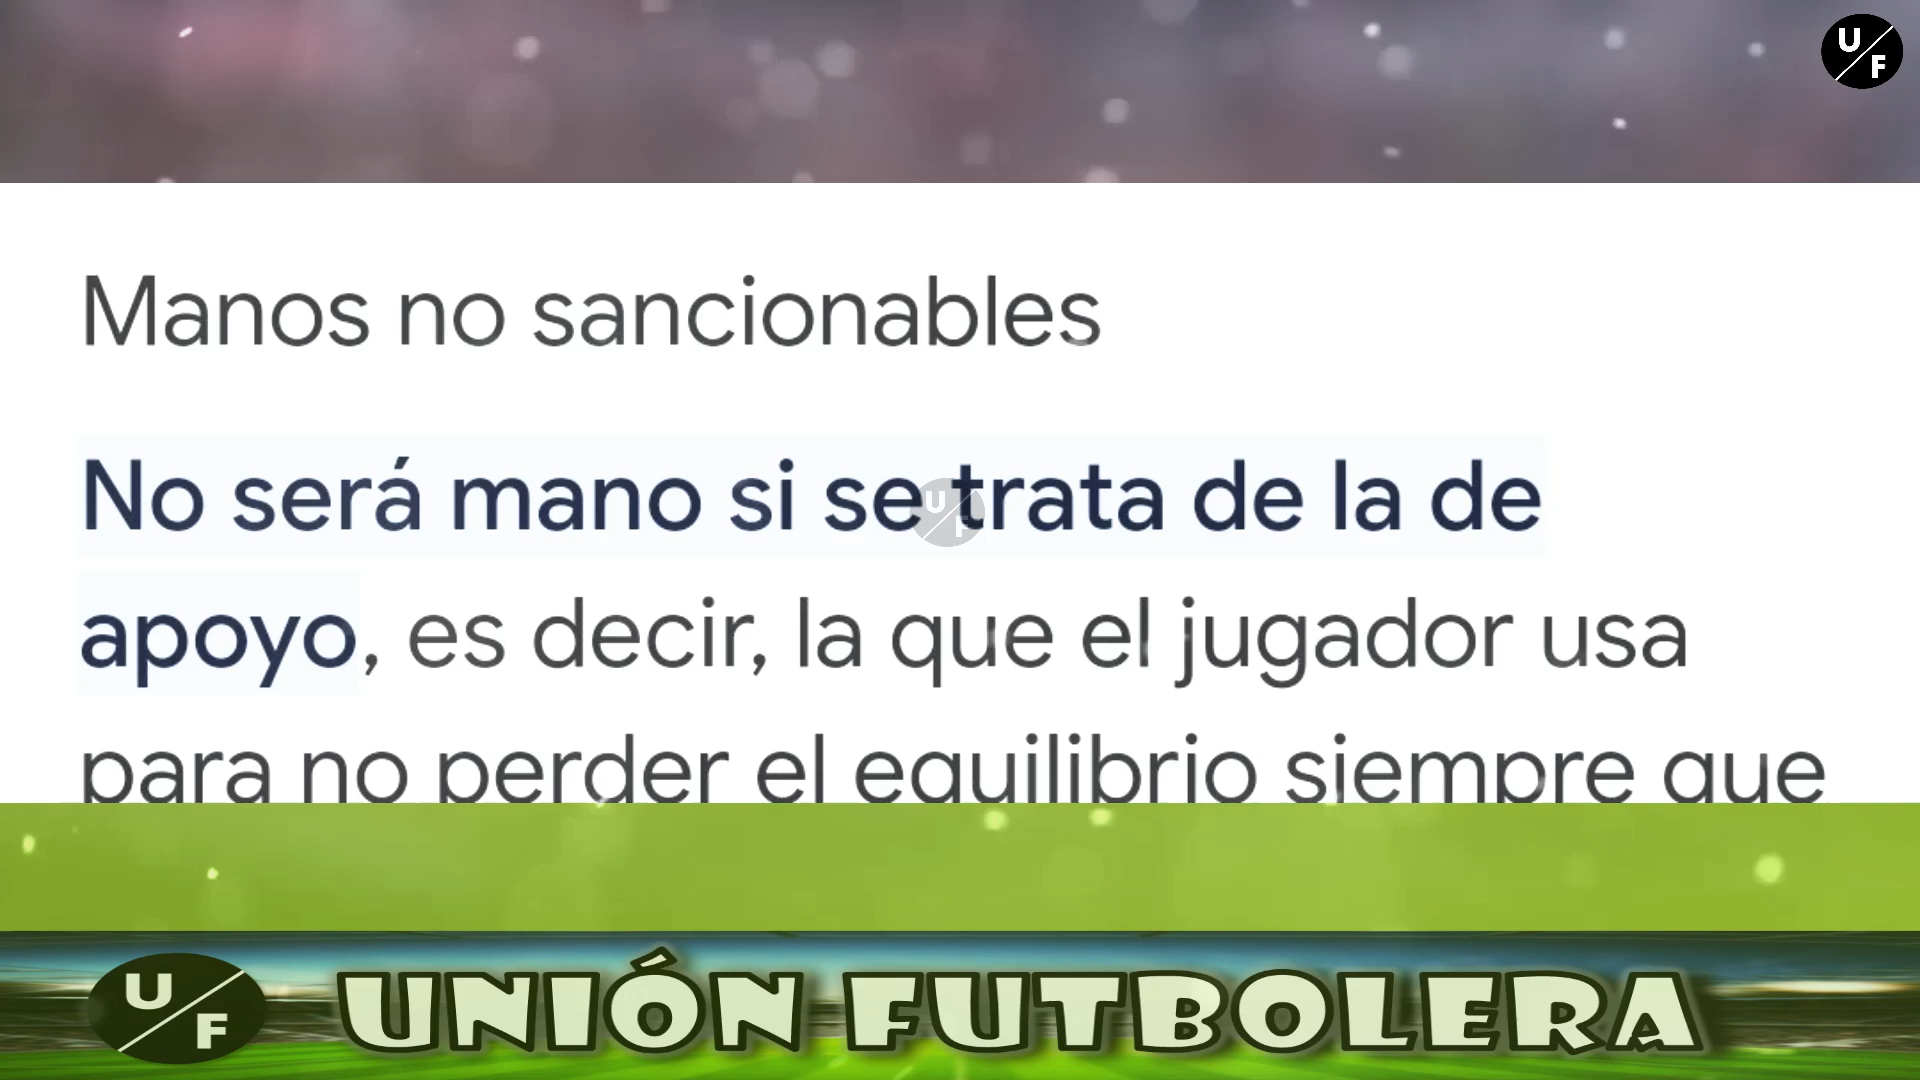 U
F
Manos no sancionables
No será mano si se trata de la de
U
F
apoyo, es decir, la que el jugador usa
para no perder el equilibrio siempre que
U
F
UNIÓN FUTBOLERA